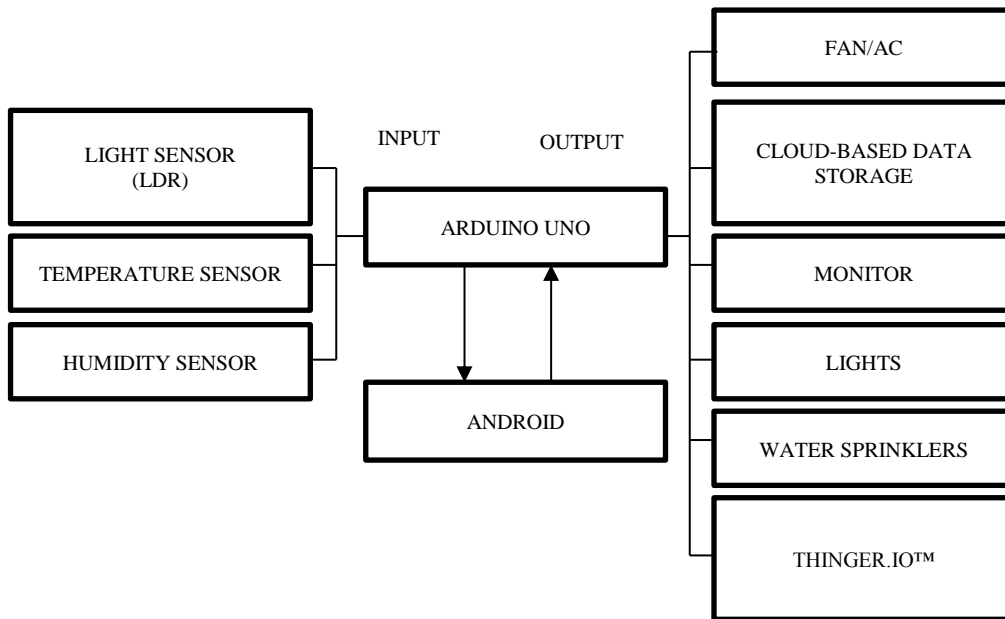 LIGHT SENSOR
(LDR)
TEMPERATURE SENSOR
HUMIDITY SENSOR
INPUT
OUTPUT
ARDUINO UNO
ANDROID
FAN/AC
CLOUD-BASED DATA
STORAGE
MONITOR
LIGHTS
WATER SPRINKLERS
THINGER.IO™